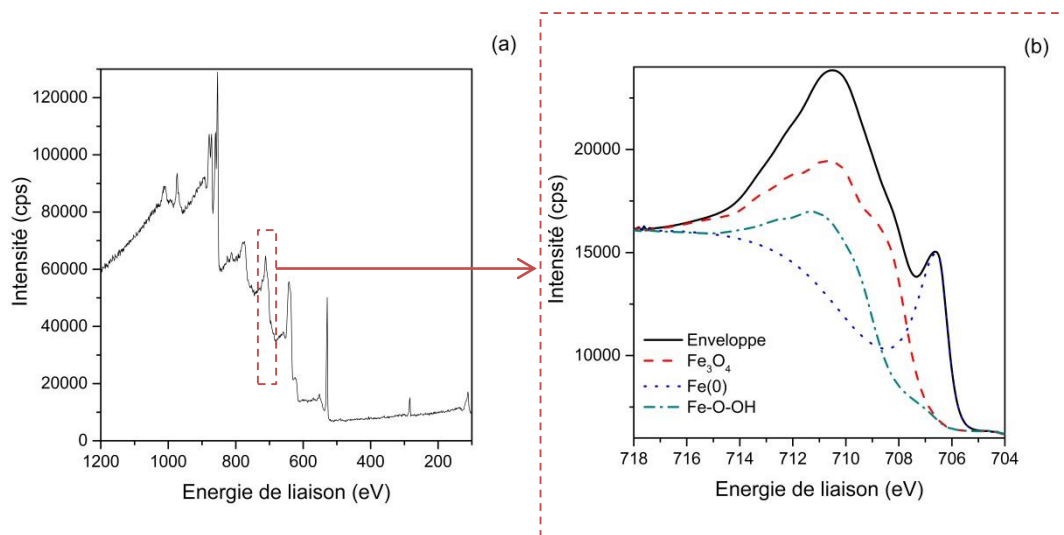 (a)
120000
100000
80000
60000
40000
20000
0
1200 1000 800 600 400 200
Intensité (cps)
Energie de liaison (eV)
(b)
20000
15000
10000
718 716 714 712 710 708 706 704
Intensité (cps)
Enveloppe
Fe₃O₄
Fe(0)
Fe-O-OH
Energie de liaison (eV)